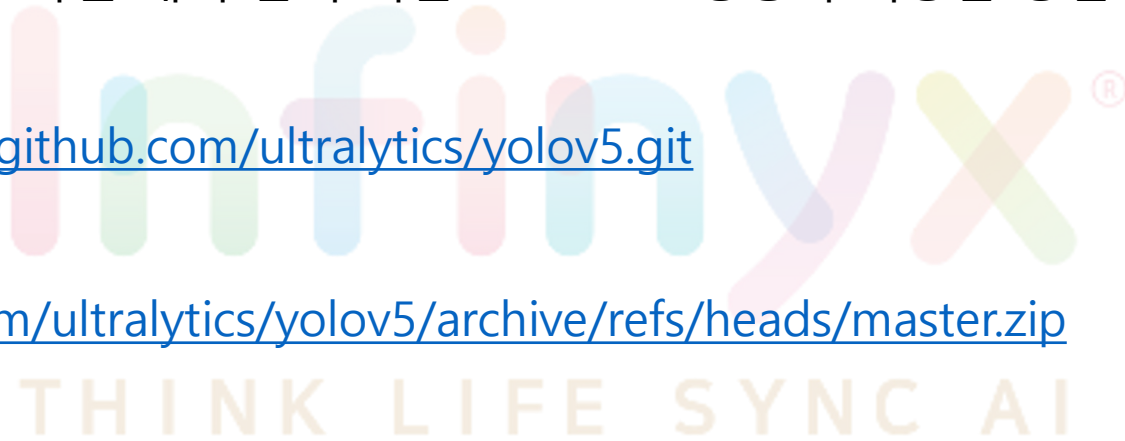 Infinyx®
github.com/ultralytics/yolov5.git
m/ultralytics/yolov5/archive/refs/heads/master.zip
THINK LIFE SYNC AI